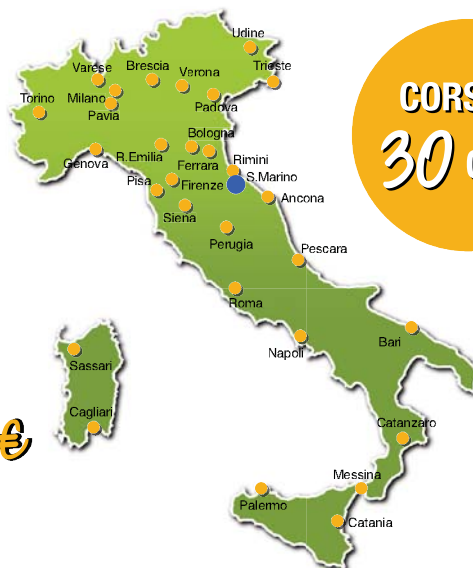 Udine
Varese
Brescia
Verona
Trieste
Torino
Milano
Pavia
Padova
Bologna
Genova
R.Emilia
Ferrara
Rimini
Pisa
Firenze
S.Marino
Siena
Ancona
Perugia
Pescara
Roma
Napoli
Bari
Sassari
Cagliari
Catanzaro
Messina
Palermo
Catania
CORS
30
€